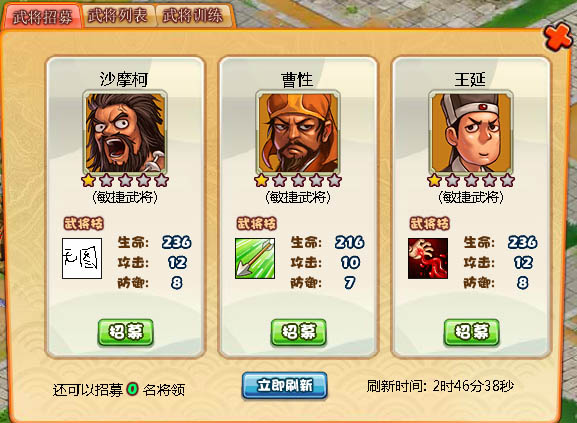 武将招募 武将列表 武将训练
沙摩柯 曹性 王延
(敏捷武将) (敏捷武将) (敏捷武将)
武将技 武将技 武将技
无图
生命: 236 生命: 216 生命: 236
攻击: 12 攻击: 10 攻击: 12
防御: 8 防御: 7 防御: 8
招募 招募 招募
还可以招募0名将领 立即刷新 刷新时间: 2时46分38秒